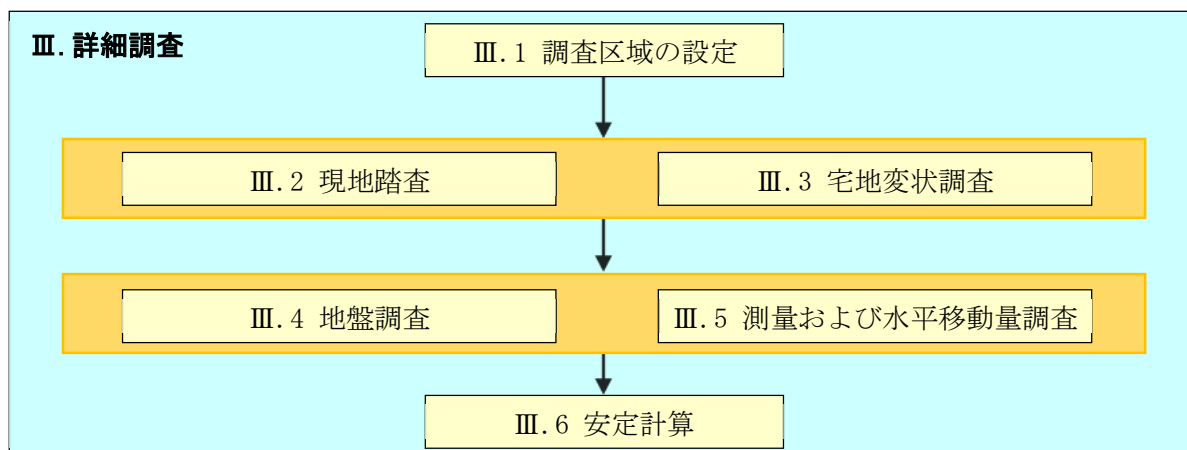 Ⅲ.詳細調査
Ⅲ.1 調査区域の設定
Ⅲ.2 現地踏査
Ⅲ.3 宅地変状調査
Ⅲ.4 地盤調査
Ⅲ.5 測量および水平移動量調査
Ⅲ.6 安定計算